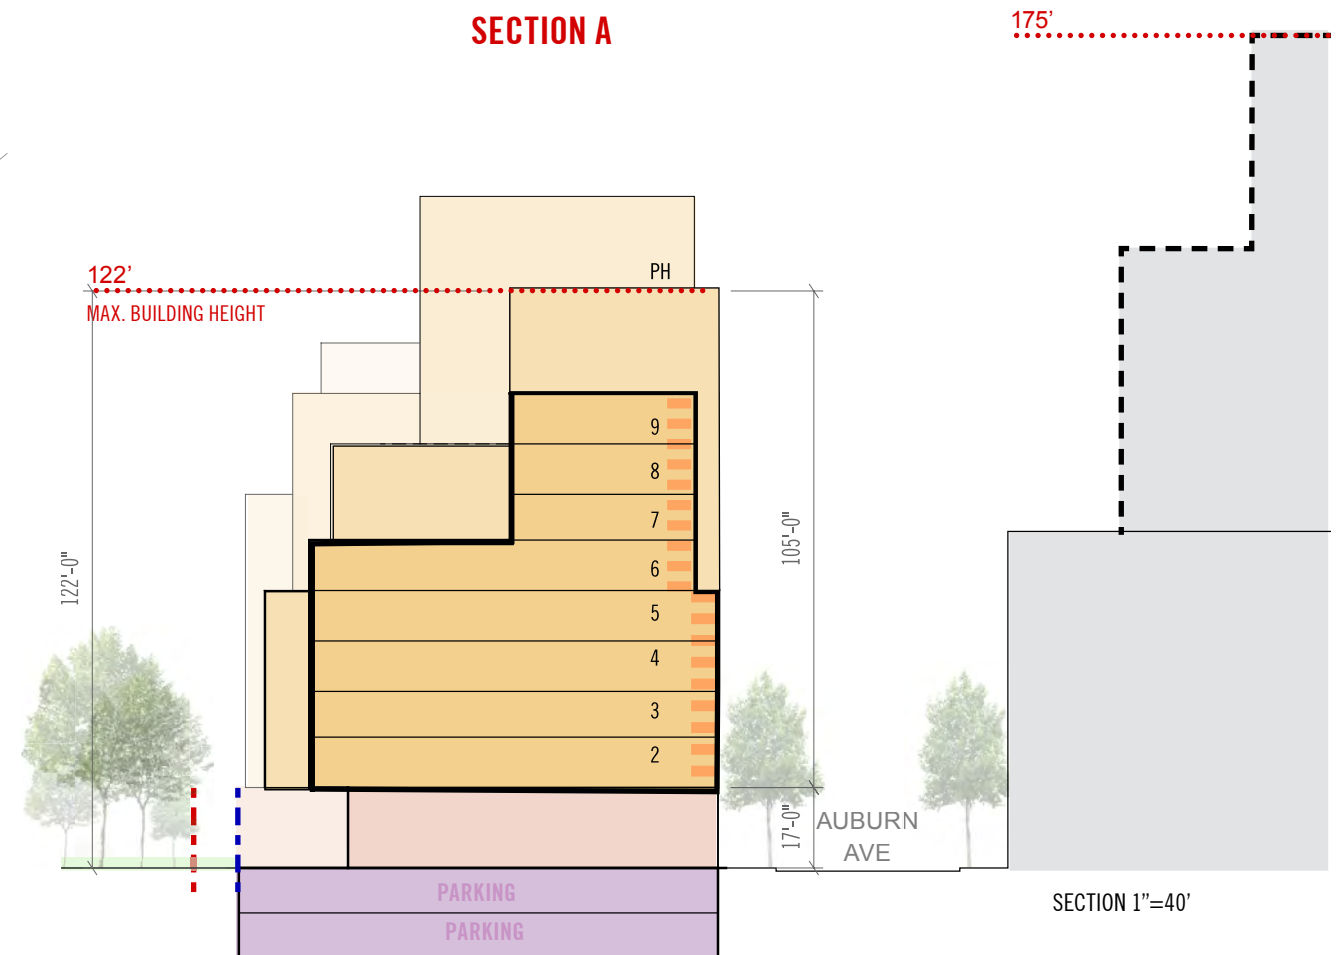 SECTION A
175’
122’
MAX. BUILDING HEIGHT
PH
9
8
7
6
5
4
3
2
122'-0"
105'-0"
17'-0"
AUBURN
AVE
PARKING
PARKING
SECTION 1”=40’